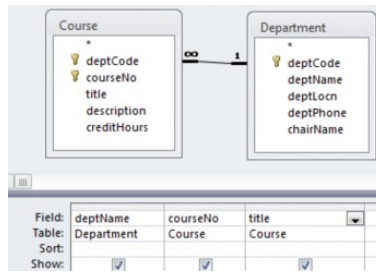 Course
*
deptCode
courseNo
title
description
creditHours
∞ 1
Department
*
deptCode
deptName
deptLocn
deptPhone
chairName
Field: deptName courseNo title
Table: Department Course Course
Sort:
Show: